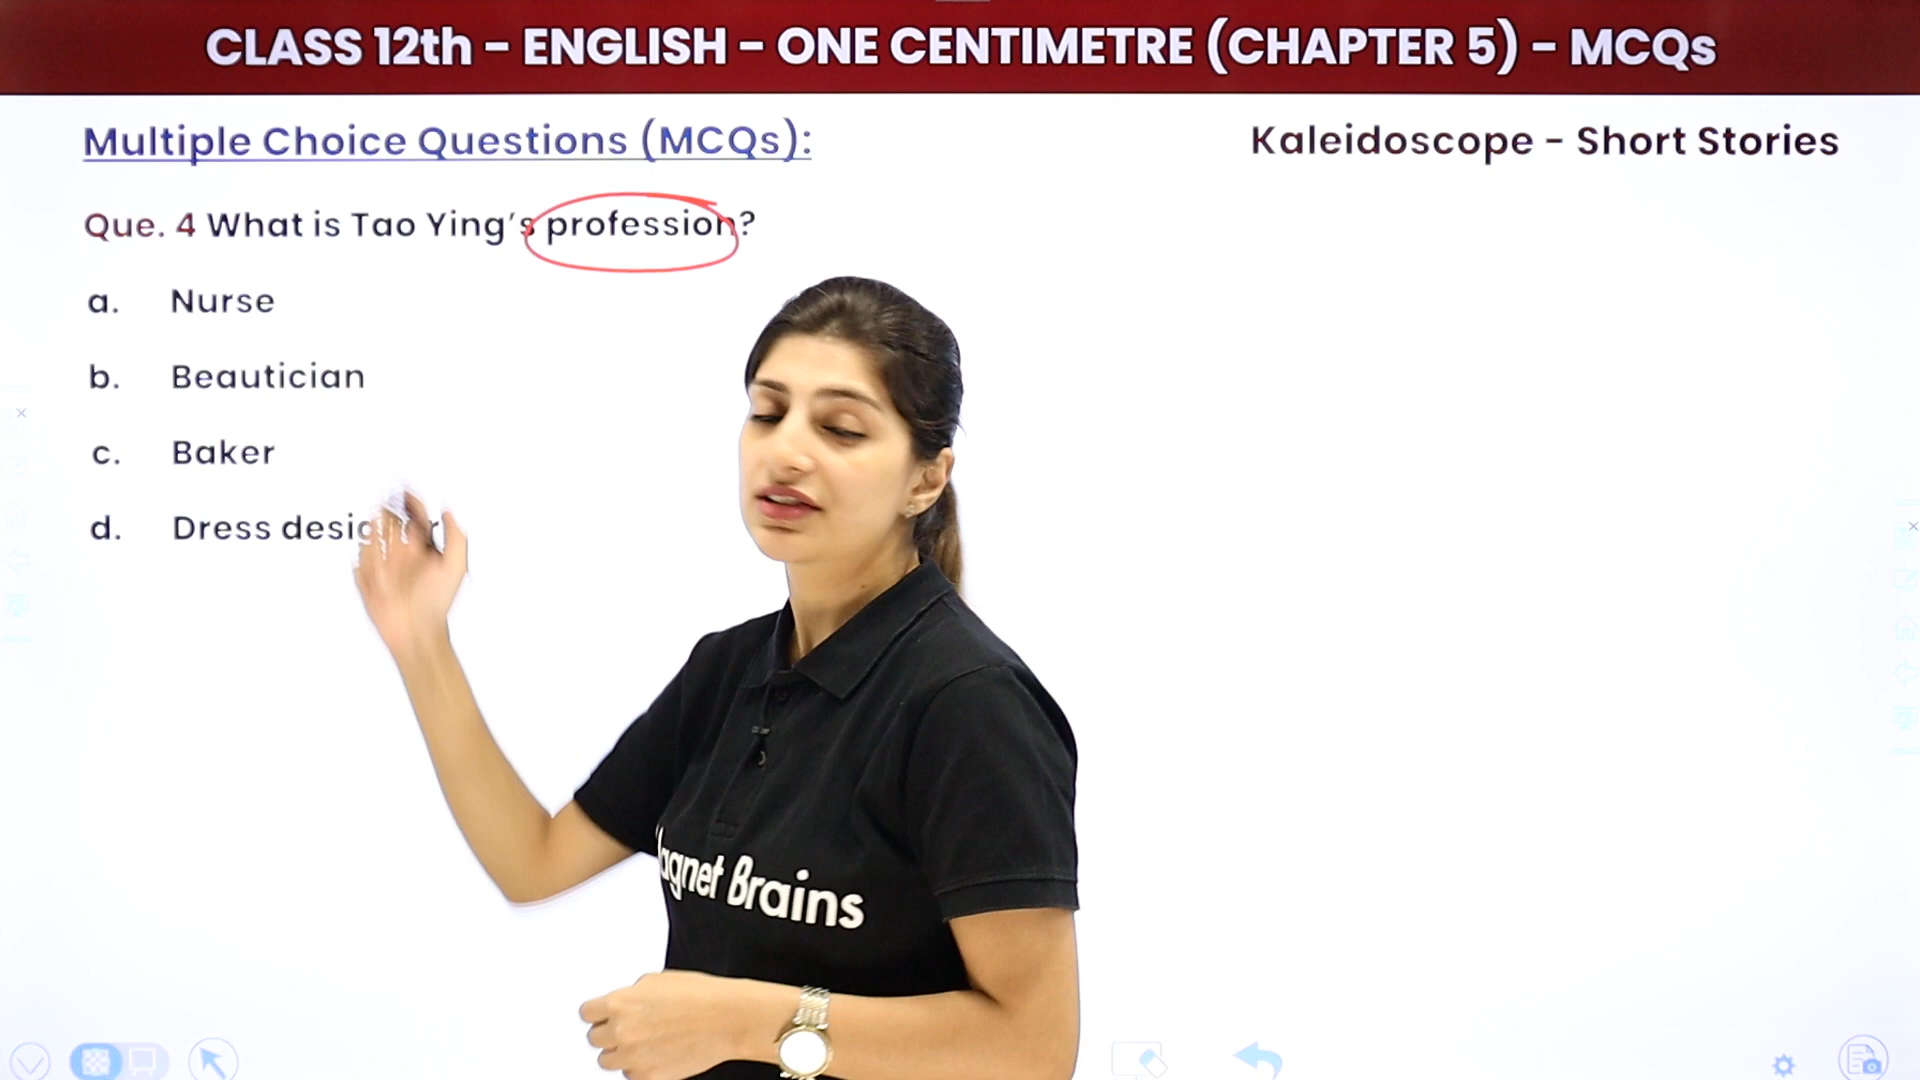 CLASS 12th - ENGLISH - ONE CENTIMETRE (CHAPTER 5) - MCQs
Multiple Choice Questions (MCQs):
Kaleidoscope - Short Stories
Que. 4 What is Tao Ying's profession?
a. Nurse
b. Beautician
c. Baker
d. Dress
Brains